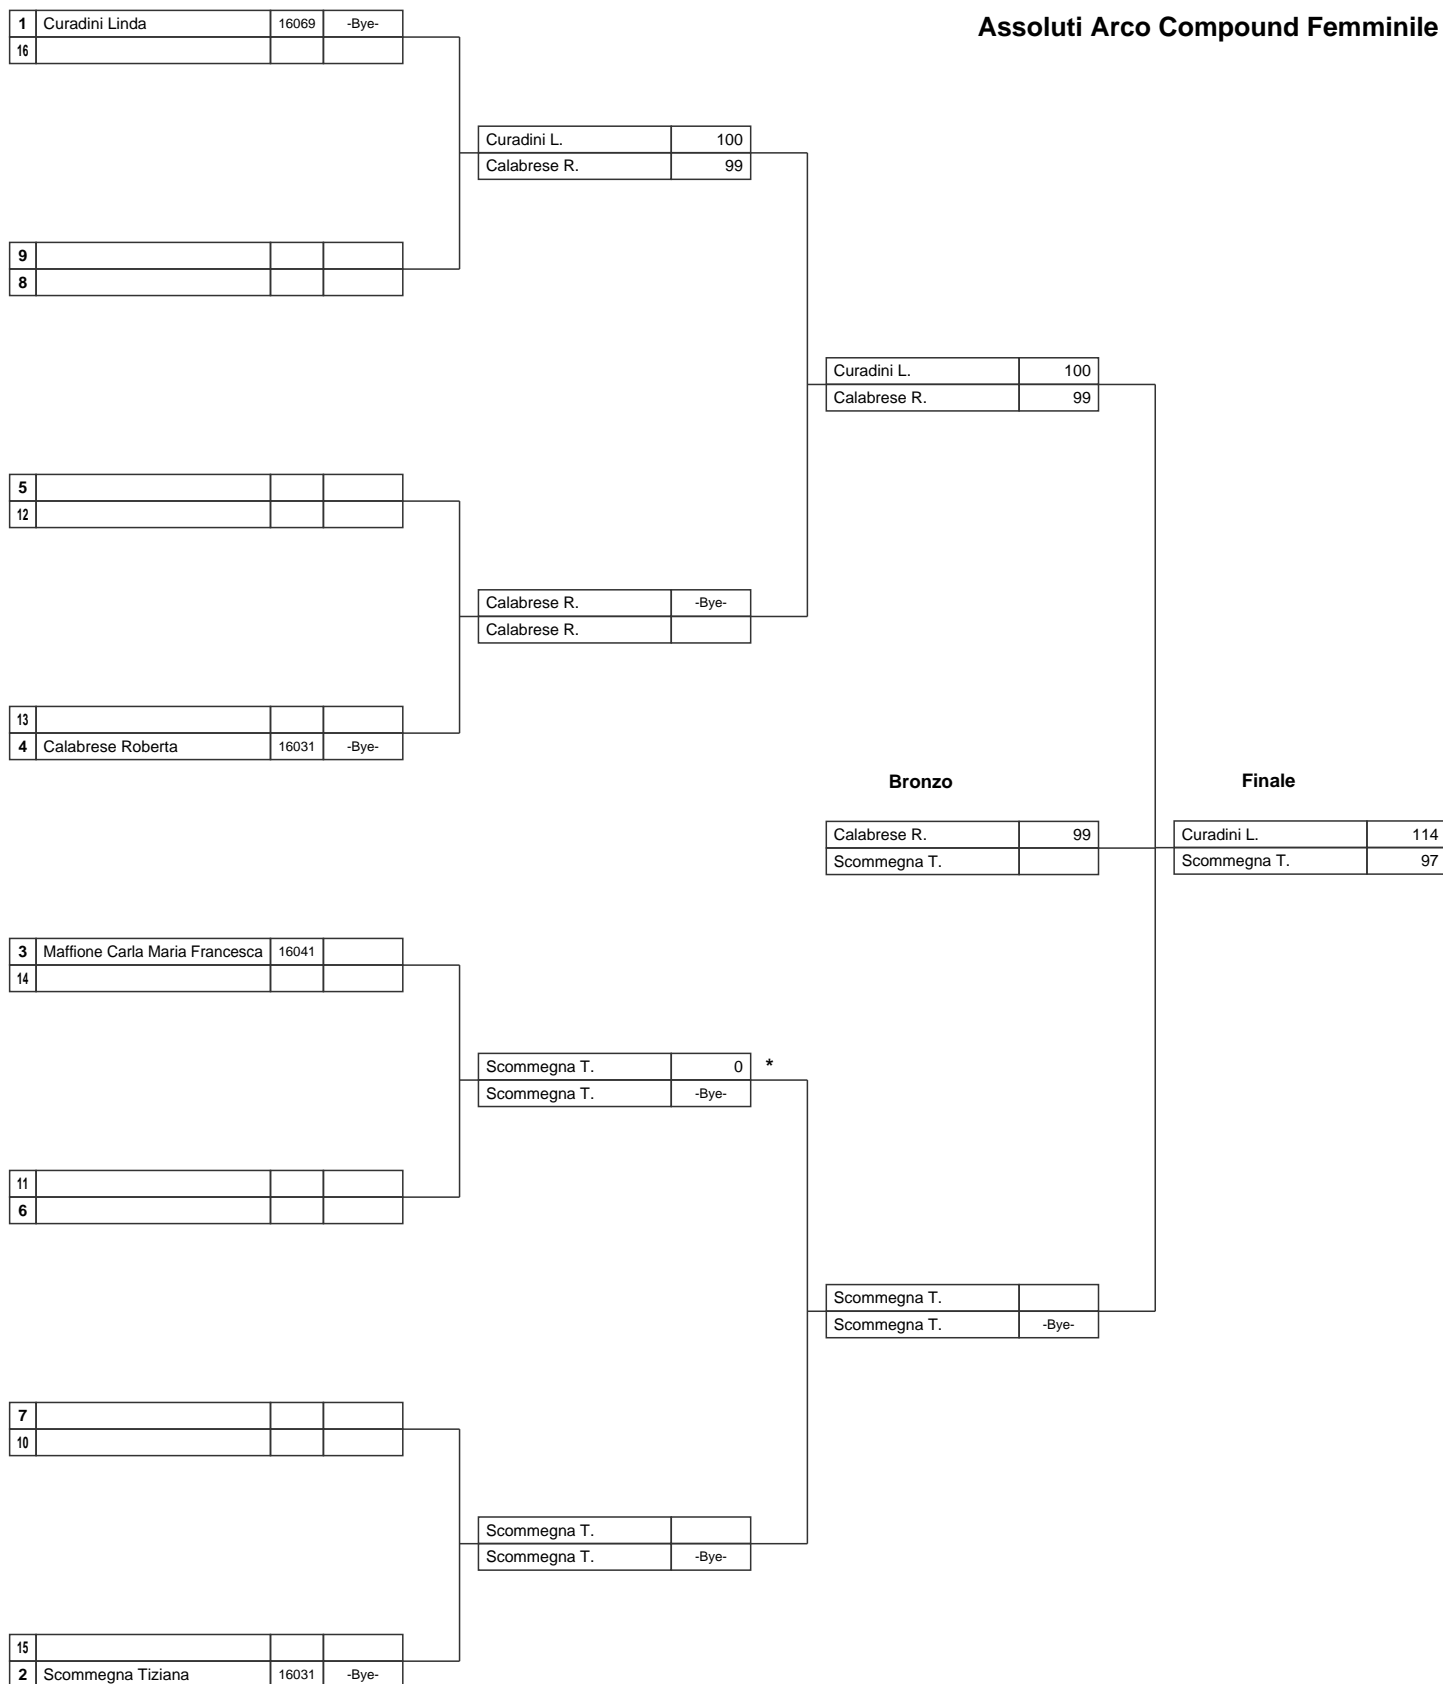 Assoluti Arco Compound Femminile
1 Curadini Linda 16069 -Bye-
16
Curadini L. 100
Calabrese R. 99
9
8
Curadini L. 100
Calabrese R. 99
5
12
Calabrese R. -Bye-
Calabrese R.
13
4 Calabrese Roberta 16031 -Bye-
Bronzo Finale
Calabrese R. 99 Curadini L. 114
Scommegna T. Scommegna T. 97
3 Maffione Carla Maria Francesca 16041
14
Scommegna T. 0 *
Scommegna T. -Bye-
11
6
Scommegna T.
Scommegna T. -Bye-
7
10
Scommegna T.
Scommegna T. -Bye-
15
2 Scommegna Tiziana 16031 -Bye-